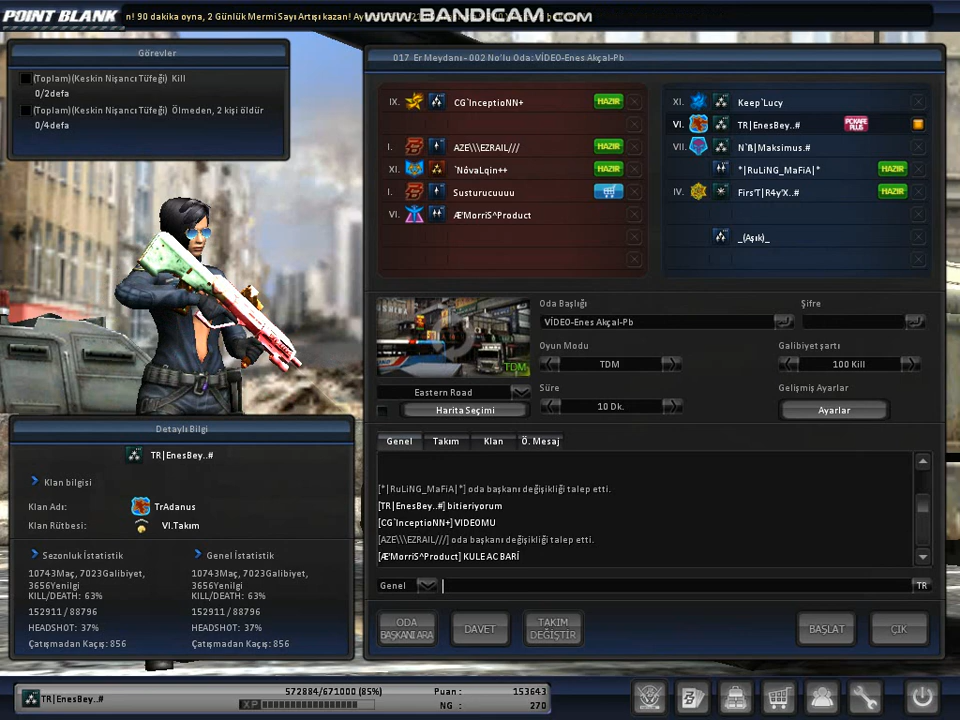 POINT BLANK
n! 90 dakika oyna, 2 Günlük Mermi Sayı Artışı kazan! Ay
www.BANDICAM.com
Görevler
(Toplam)(Keskin Nişancı Tüfeği) Kill
0/2defa
(Toplam)(Keskin Nişancı Tüfeği) Ölmeden, 2 kişi öldür
0/4defa
017 Er Meydanı - 002 No'lu Oda: VİDEO-Enes Akçal-Pb
IX. CG`InceptioNN+ HAZIR
I. AZE\\\EZRAIL/// HAZIR
XI. `NåvaLqin++ HAZIR
I. Susturucuuuu
VI. Æ'MorriS^Product
XI. Keep`Lucy
VI. TR|EnesBey..# PCKAFE PLUS
VII. N`ß|Maksimus.#
*|RuLiNG_MaFiA|* HAZIR
IV. Firs'T|R4y'X..# HAZIR
_(Aşık)_
Oda Başlığı
Şifre
VİDEO-Enes Akçal-Pb
Oyun Modu
Galibiyet şartı
TDM
TDM
100 Kill
Eastern Road
Süre
Gelişmiş Ayarlar
Harita Seçimi
10 Dk.
Ayarlar
Genel Takım Klan Ö. Mesaj
[*|RuLiNG_MaFiA|*] oda başkanı değişikliği talep etti.
[TR|EnesBey..#] bitieriyorum
[CG`InceptioNN+] VIDEOMU
[AZE\\\EZRAIL///] oda başkanı değişikliği talep etti.
[Æ'MorriS^Product] KULE AC BARİ
Genel
TR
ODA BAŞKANI ARA
DAVET
TAKIM DEĞİŞTİR
BAŞLAT
ÇIK
Detaylı Bilgi
TR|EnesBey..#
Klan bilgisi
Klan Adı: TrAdanus
Klan Rütbesi: VI.Takım
Sezonluk İstatistik
Genel İstatistik
10743Maç, 7023Galibiyet,
3656Yenilgi
KILL/DEATH: 63%
152911 / 88796
HEADSHOT: 37%
Çatışmadan Kaçış: 856
10743Maç, 7023Galibiyet,
3656Yenilgi
KILL/DEATH: 63%
152911 / 88796
HEADSHOT: 37%
Çatışmadan Kaçış: 856
TR|EnesBey..#
572884/671000 (85%)
XP
Puan : 153643
NG : 270